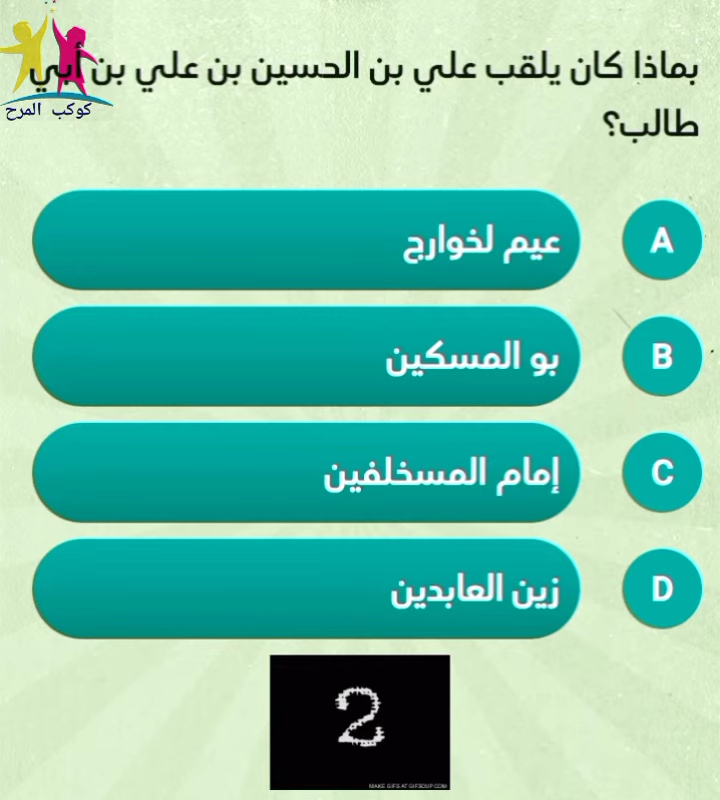 كوكب المرح
بماذا كان يلقب علي بن الحسين بن علي بن أبي
طالب؟
A
عيم لخوارج
B
بو المسكين
C
إمام المسخلفين
D
زين العابدين
2
MAKE GIFS AT GIFSOUP.COM